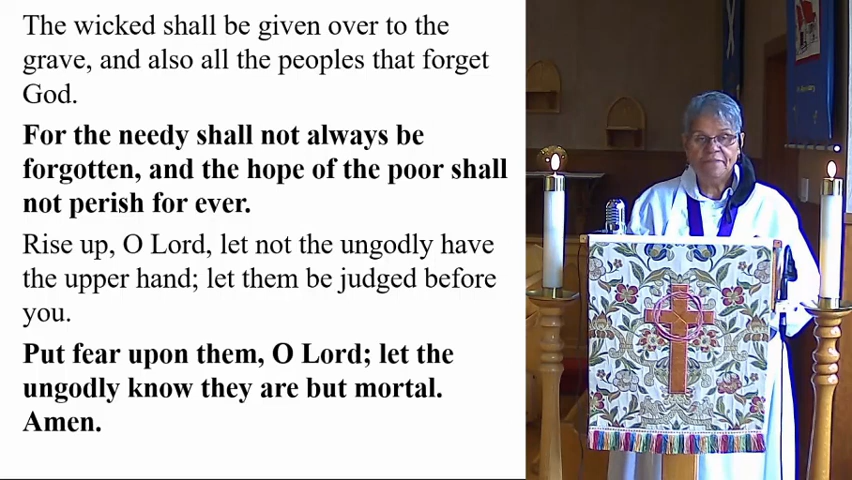 The wicked shall be given over to the
grave, and also all the peoples that forget
God.
For the needy shall not always be
forgotten, and the hope of the poor shall
not perish for ever.
Rise up, O Lord, let not the ungodly have
the upper hand; let them be judged before
you.
Put fear upon them, O Lord; let the
ungodly know they are but mortal.
Amen.